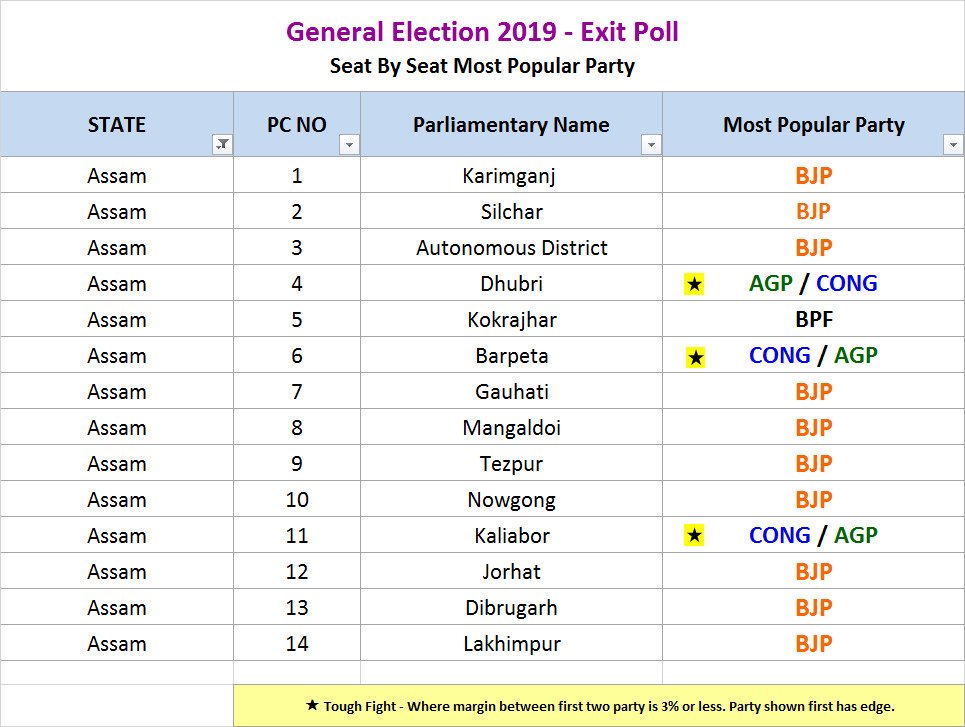 General Election 2019 - Exit Poll
Seat By Seat Most Popular Party
STATE PC NO Parliamentary Name Most Popular Party
Assam 1 Karimganj BJP
Assam 2 Silchar BJP
Assam 3 Autonomous District BJP
Assam 4 Dhubri ★ AGP / CONG
Assam 5 Kokrajhar BPF
Assam 6 Barpeta ★ CONG / AGP
Assam 7 Gauhati BJP
Assam 8 Mangaldoi BJP
Assam 9 Tezpur BJP
Assam 10 Nowgong BJP
Assam 11 Kaliabor ★ CONG / AGP
Assam 12 Jorhat BJP
Assam 13 Dibrugarh BJP
Assam 14 Lakhimpur BJP
★ Tough Fight - Where margin between first two party is 3% or less. Party shown first has edge.